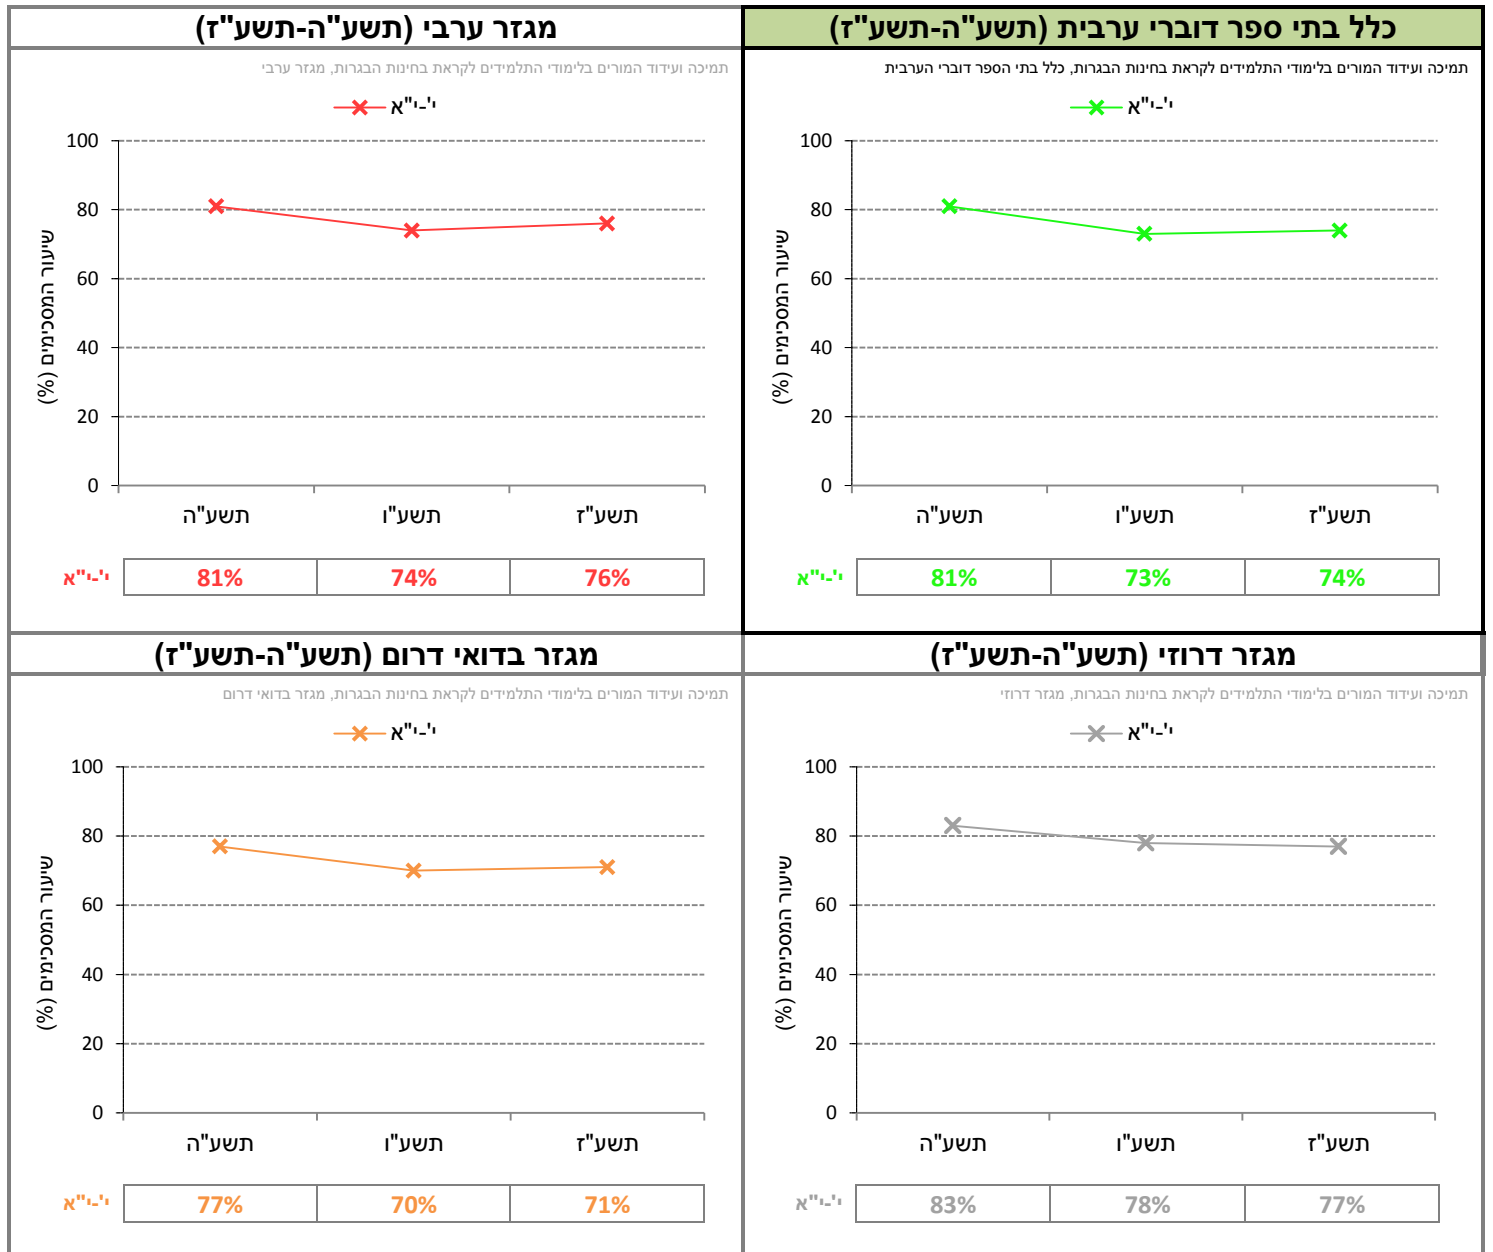 כלל בתי ספר דוברי ערבית (תשע"ה-תשע"ז)
תמיכה ועידוד המורים בלימודי התלמידים לקראת בחינות הבגרות, כלל בתי הספר דוברי הערבית
י'-י"א
שיעור המסכימים (%)
100
80
60
40
20
0
תשע"ה תשע"ו תשע"ז
י'-י"א 81% 73% 74%
מגזר ערבי (תשע"ה-תשע"ז)
תמיכה ועידוד המורים בלימודי התלמידים לקראת בחינות הבגרות, מגזר ערבי
י'-י"א
שיעור המסכימים (%)
100
80
60
40
20
0
תשע"ה תשע"ו תשע"ז
י'-י"א 81% 74% 76%
מגזר דרוזי (תשע"ה-תשע"ז)
תמיכה ועידוד המורים בלימודי התלמידים לקראת בחינות הבגרות, מגזר דרוזי
י'-י"א
שיעור המסכימים (%)
100
80
60
40
20
0
תשע"ה תשע"ו תשע"ז
י'-י"א 83% 78% 77%
מגזר בדואי דרום (תשע"ה-תשע"ז)
תמיכה ועידוד המורים בלימודי התלמידים לקראת בחינות הבגרות, מגזר בדואי דרום
י'-י"א
שיעור המסכימים (%)
100
80
60
40
20
0
תשע"ה תשע"ו תשע"ז
י'-י"א 77% 70% 71%